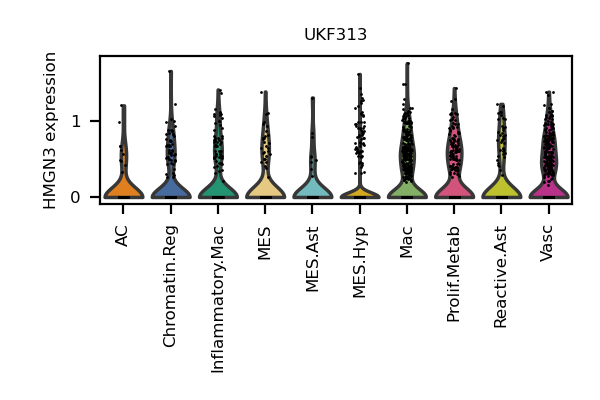 UKF313
HMGN3 expression
1
0
AC
Chromatin.Reg
Inflammatory.Mac
MES
MES.Ast
MES.Hyp
Mac
Prolif.Metab
Reactive.Ast
Vasc